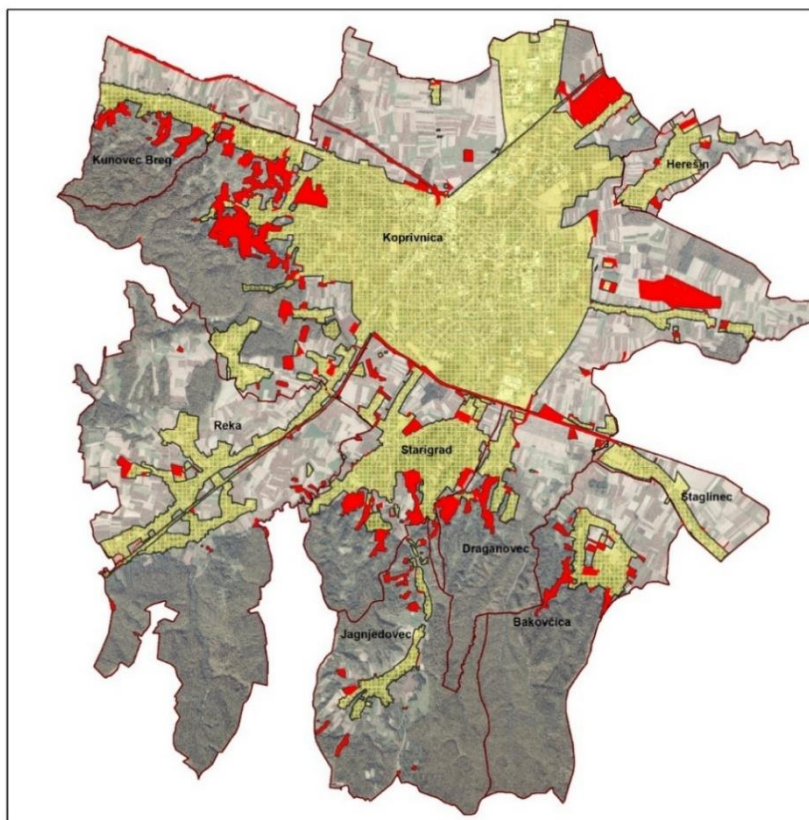 Kunovec Breg
Herešin
Koprivnica
Reka
Starigrad
Štaglinec
Draganovec
Jagnjedovec
Bakovčica